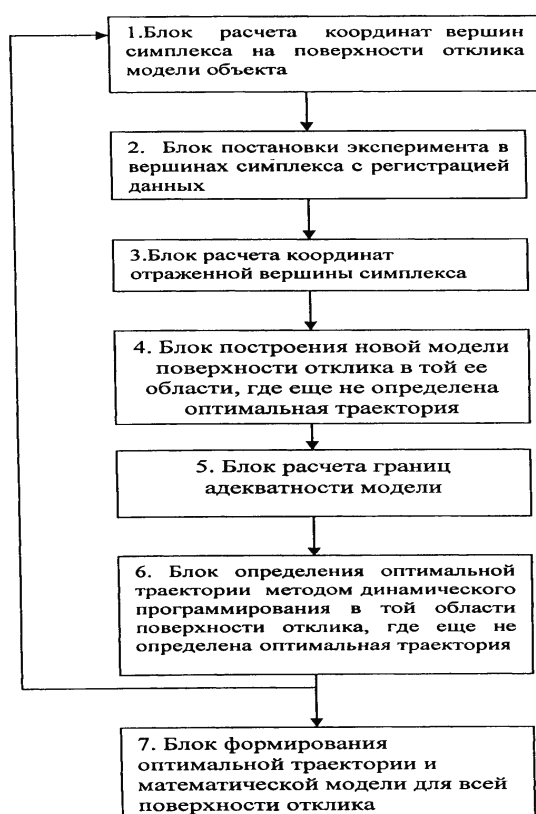 1.Блок расчета координат вершин
симплекса на поверхности отклика
модели объекта
2. Блок постановки эксперимента в
вершинах симплекса с регистрацией
данных
3.Блок расчета координат
отраженной вершины симплекса
4. Блок построения новой модели
поверхности отклика в той ее
области, где еще не определена
оптимальная траектория
5. Блок расчета границ
адекватности модели
6. Блок определения оптимальной
траектории методом динамического
программирования в той области
поверхности отклика, где еще не
определена оптимальная траектория
7. Блок формирования
оптимальной траектории и
математической модели для всей
поверхности отклика